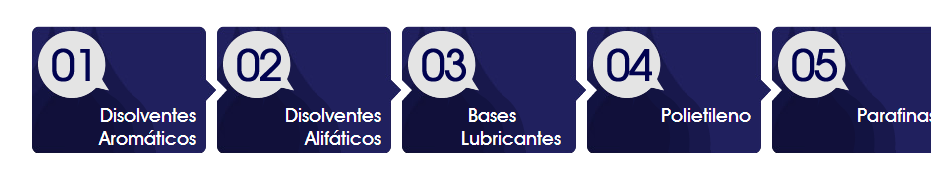 01
Disolventes
Aromáticos
02
Disolventes
Alifáticos
03
Bases
Lubricantes
04
Polietileno
05
Parafinas